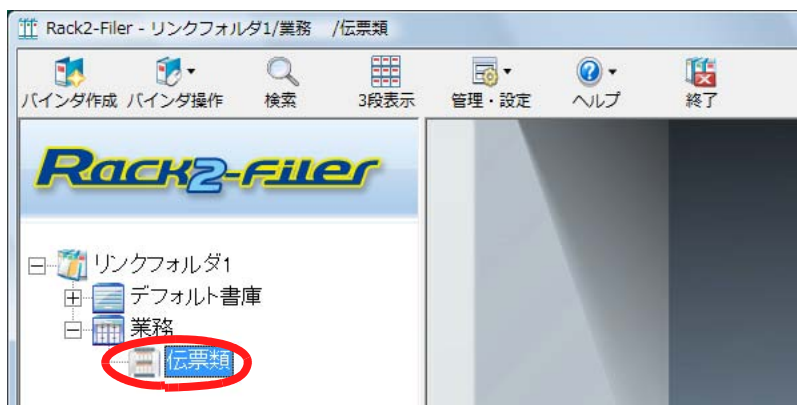 Rack2-Filer - リンクフォルダ1/業務 /伝票類
バインダ作成 バインダ操作 検索 3段表示 管理・設定 ヘルプ 終了
Rack2-Filer
リンクフォルダ1
デフォルト書庫
業務
伝票類